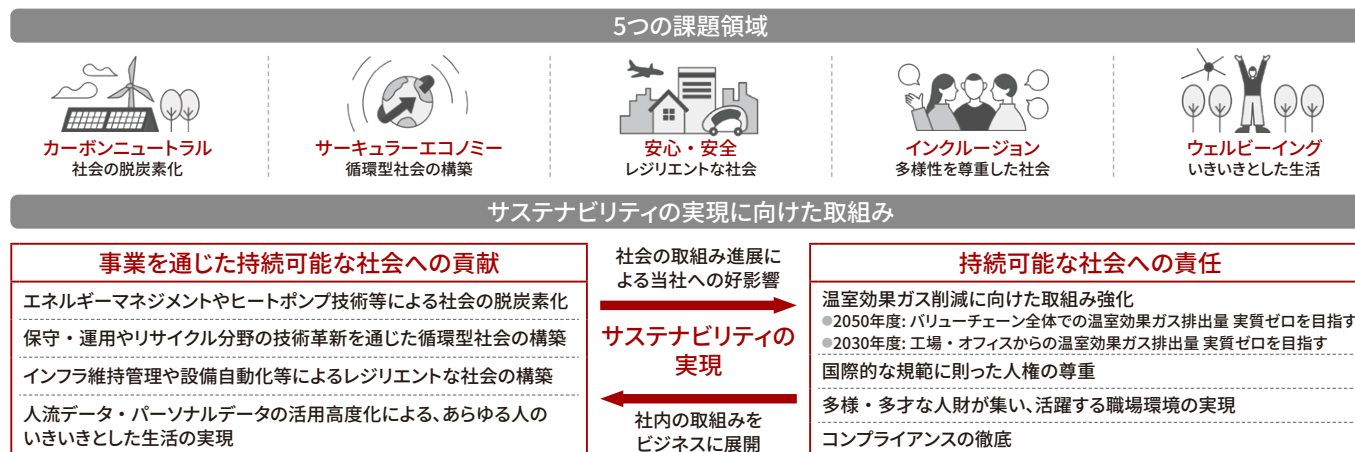 5つの課題領域
カーボンニュートラル
社会の脱炭素化
サーキュラーエコノミー
循環型社会の構築
安心・安全
レジリエントな社会
インクルージョン
多様性を尊重した社会
ウェルビーイング
いきいきとした生活
サステナビリティの実現に向けた取組み
事業を通じた持続可能な社会への貢献
エネルギーマネジメントやヒートポンプ技術等による社会の脱炭素化
保守・運用やリサイクル分野の技術革新を通じた循環型社会の構築
インフラ維持管理や設備自動化等によるレジリエントな社会の構築
人流データ・パーソナルデータの活用高度化による、あらゆる人の
いきいきとした生活の実現
社会の取組み進展に
よる当社への好影響
サステナビリティの
実現
社内の取組みを
ビジネスに展開
持続可能な社会への責任
温室効果ガス削減に向けた取組み強化
●2050年度: バリューチェーン全体での温室効果ガス排出量 実質ゼロを目指す
●2030年度: 工場・オフィスからの温室効果ガス排出量 実質ゼロを目指す
国際的な規範に則った人権の尊重
多様・多才な人財が集い、活躍する職場環境の実現
コンプライアンスの徹底